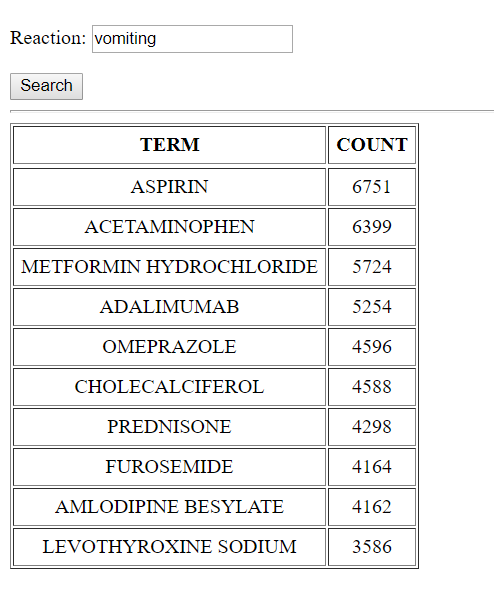 Reaction: vomiting
Search
TERM COUNT
ASPIRIN 6751
ACETAMINOPHEN 6399
METFORMIN HYDROCHLORIDE 5724
ADALIMUMAB 5254
OMEPRAZOLE 4596
CHOLECALCIFEROL 4588
PREDNISONE 4298
FUROSEMIDE 4164
AMLODIPINE BESYLATE 4162
LEVOTHYROXINE SODIUM 3586